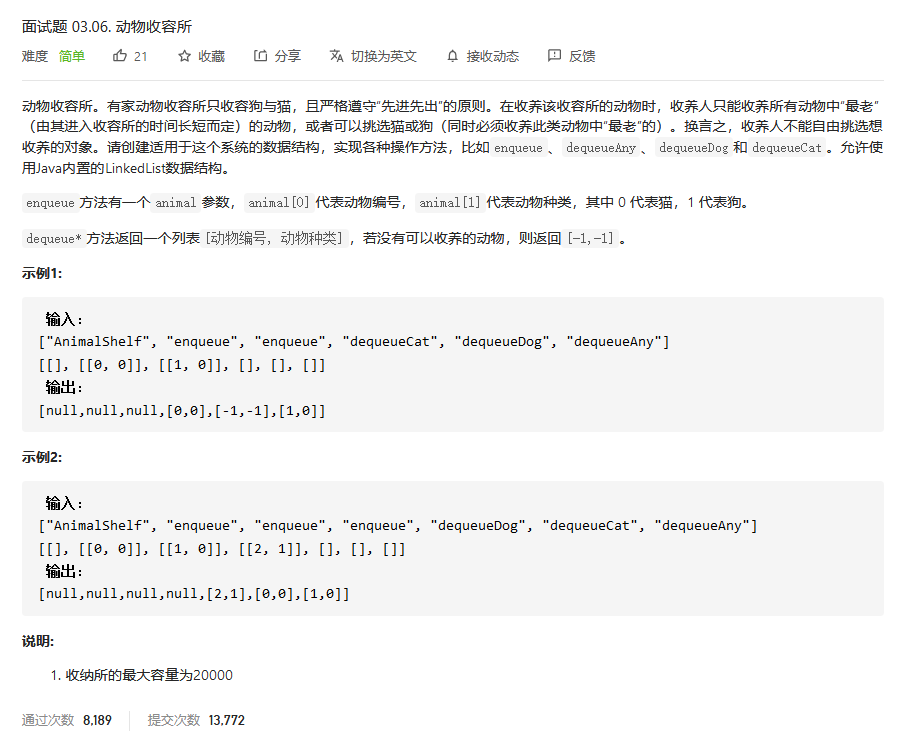 面试题 03.06. 动物收容所
难度 简单 21 收藏 分享 切换为英文 接收动态 反馈
动物收容所。有家动物收容所只收容狗与猫，且严格遵守“先进先出”的原则。在收养该收容所的动物时，收养人只能收养所有动物中“最老”
（由其进入收容所的时间长短而定）的动物，或者可以挑选猫或狗（同时必须收养此类动物中“最老”的）。换言之，收养人不能自由挑选想
收养的对象。请创建适用于这个系统的数据结构，实现各种操作方法，比如 enqueue 、 dequeueAny 、 dequeueDog 和 dequeueCat 。允许使
用Java内置的LinkedList数据结构。
enqueue 方法有一个 animal 参数， animal[0] 代表动物编号， animal[1] 代表动物种类，其中 0 代表猫，1 代表狗。
dequeue* 方法返回一个列表 [动物编号, 动物种类] ，若没有可以收养的动物，则返回 [-1,-1] 。
示例1:
输入：
["AnimalShelf", "enqueue", "enqueue", "dequeueCat", "dequeueDog", "dequeueAny"]
[[], [[0, 0]], [[1, 0]], [], [], []]
输出：
[null,null,null,[0,0],[-1,-1],[1,0]]
示例2:
输入：
["AnimalShelf", "enqueue", "enqueue", "enqueue", "dequeueDog", "dequeueCat", "dequeueAny"]
[[], [[0, 0]], [[1, 0]], [[2, 1]], [], [], []]
输出：
[null,null,null,null,[2,1],[0,0],[1,0]]
说明:
1. 收纳所的最大容量为20000
通过次数 8,189 提交次数 13,772